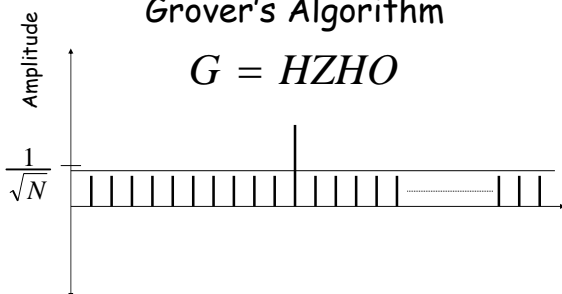 Grover's Algorithm
G = HZHO
Amplitude
1
√N